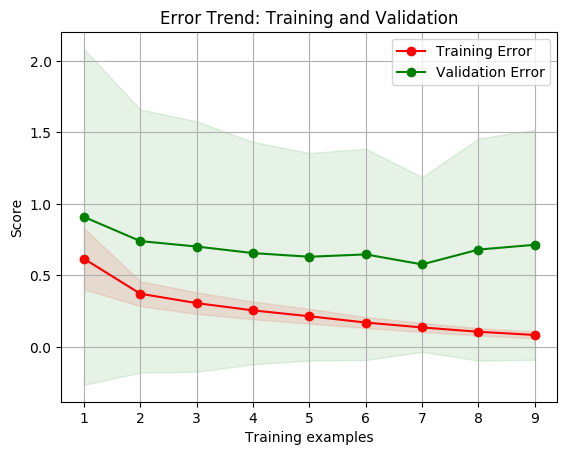 Error Trend: Training and Validation
Training Error
Validation Error
2.0
1.5
1.0
0.5
0.0
Score
1 2 3 4 5 6 7 8 9
Training examples